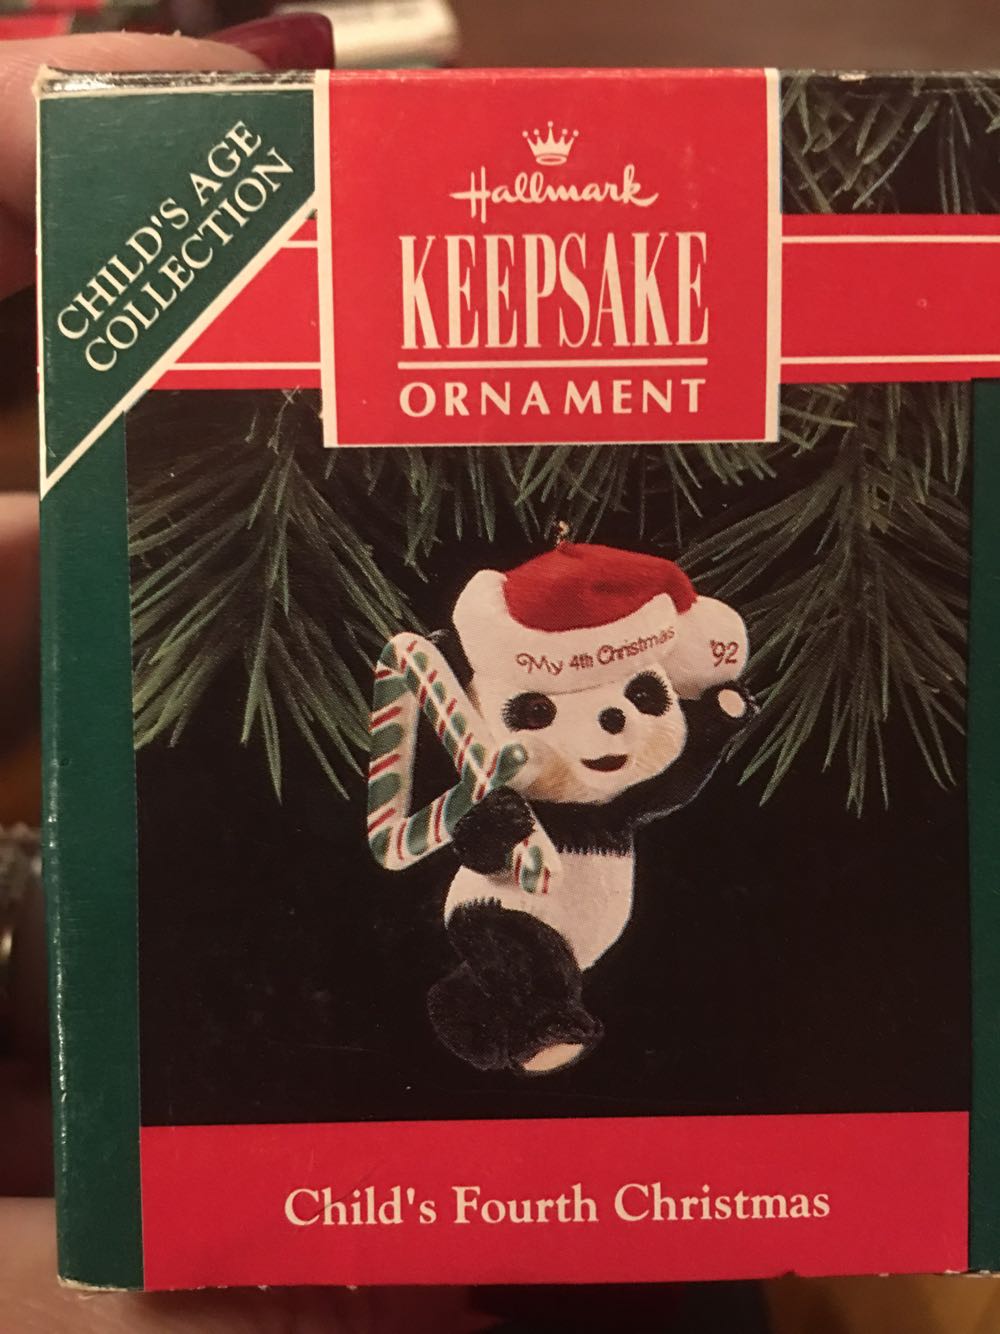 CHILD'S AGE
COLLECTION
Hallmark
KEEPSAKE
ORNAMENT
My 4th Christmas
'92
Child's Fourth Christmas